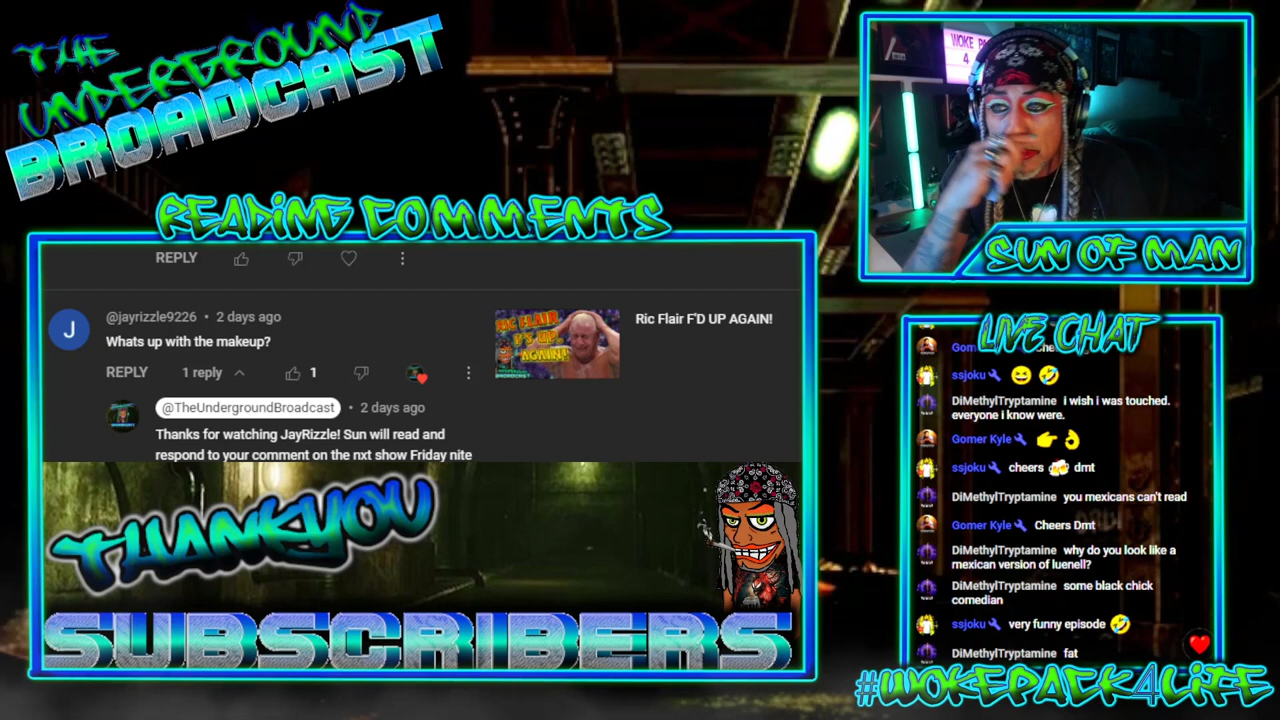 THE
UNDERGROUND
BROADCAST
WOKE
4
SUN OF MAN
READING COMMENTS
REPLY
@jayrizzle9226 • 2 days ago
Whats up with the makeup?
REPLY 1 reply 1
@TheUndergroundBroadcast • 2 days ago
Thanks for watching JayRizzle! Sun will read and
respond to your comment on the nxt show Friday nite
RIC FLAIR
F'S UP
AGAIN!
Ric Flair F'D UP AGAIN!
THANKYOU
SUBSCRIBERS
LIVE CHAT
Gom
ssjoku 😆 🤣
DiMethylTryptamine i wish i was touched.
everyone i know were.
Gomer Kyle 👉 👌
ssjoku cheers 🍻 dmt
DiMethylTryptamine you mexicans can't read
Gomer Kyle Cheers Dmt
DiMethylTryptamine why do you look like a
mexican version of luenell?
DiMethylTryptamine some black chick
comedian
ssjoku very funny episode 🤣
DiMethylTryptamine fat
#WOKEPACK4LIFE